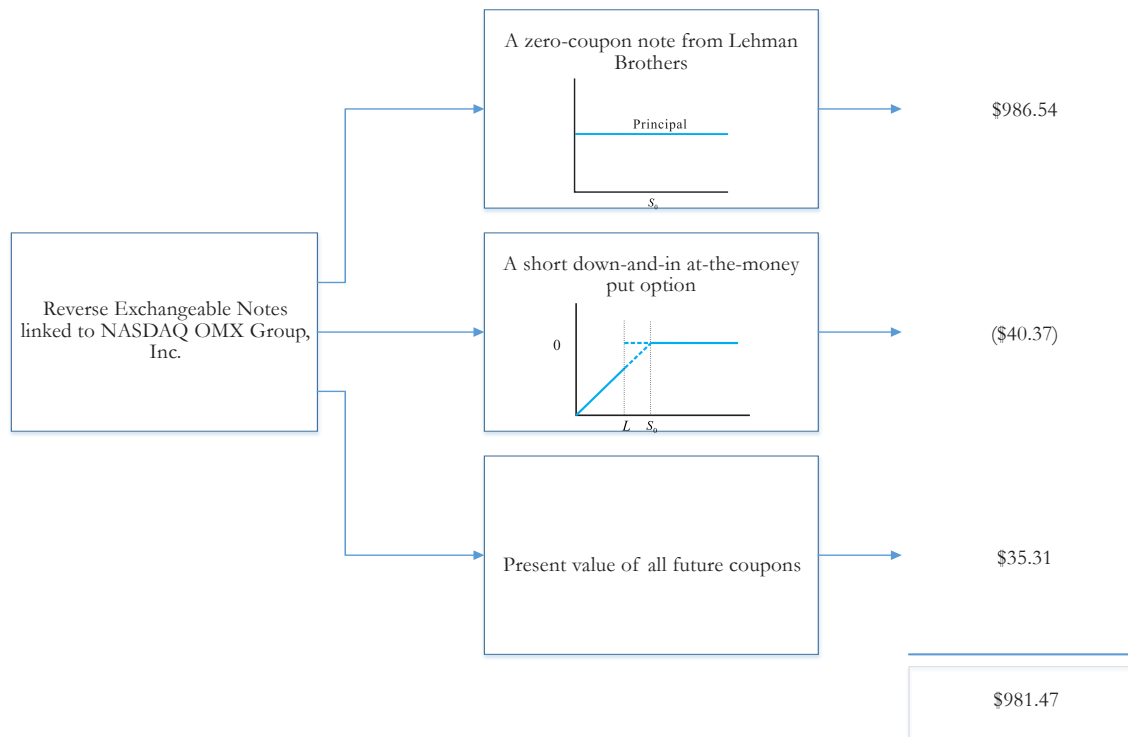 A zero-coupon note from Lehman
Brothers
Principal
S₀
$986.54
Reverse Exchangeable Notes
linked to NASDAQ OMX Group,
Inc.
A short down-and-in at-the-money
put option
0
L S₀
($40.37)
Present value of all future coupons
$35.31
$981.47